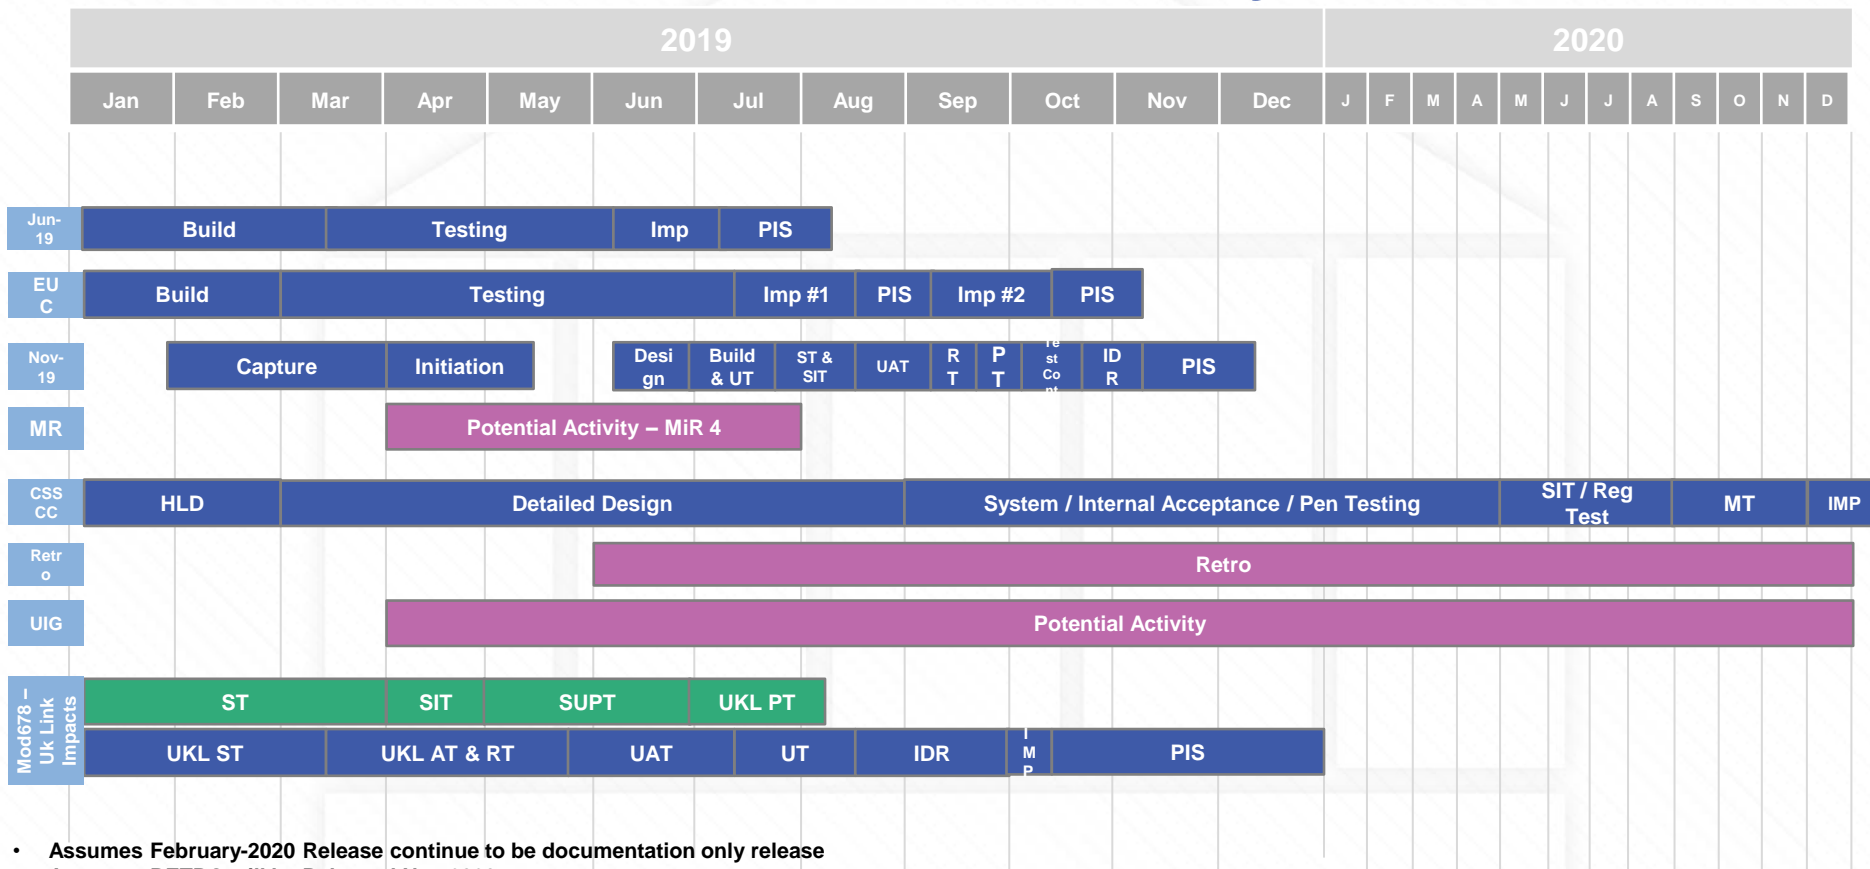 2019 2020
Jan Feb Mar Apr May Jun Jul Aug Sep Oct Nov Dec J F M A M J J A S O N D
Jun-
19
Build Testing Imp PIS
EU
C
Build Testing Imp #1 PIS Imp #2 PIS
Nov-
19
Capture Initiation
Desi
gn
Build
& UT
ST &
SIT
UAT
R
T
P
T
st
Co
ID
R
PIS
MR
Potential Activity – MiR 4
CSS
CC
HLD Detailed Design System / Internal Acceptance / Pen Testing
SIT / Reg
Test
MT IMP
Retr
o
Retro
UIG
Potential Activity
Mod678 –
Uk Link
Impacts
ST SIT SUPT UKL PT
UKL ST UKL AT & RT UAT UT IDR
I
M
P
PIS
• Assumes February-2020 Release continue to be documentation only release